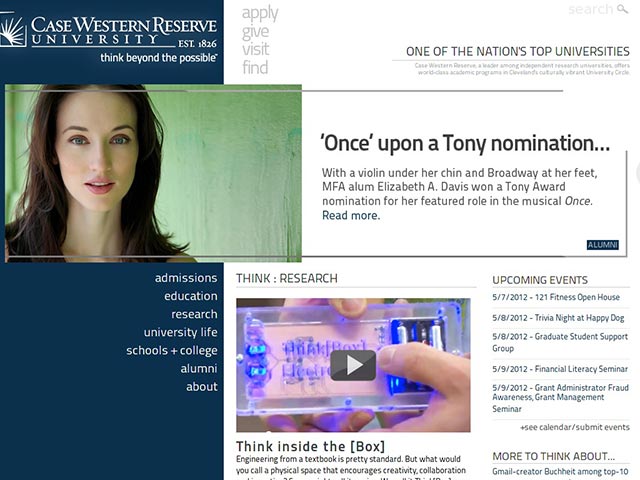 CASE WESTERN RESERVE
UNIVERSITY EST. 1826
think beyond the possible™
apply
give
visit
find
search
ONE OF THE NATION'S TOP UNIVERSITIES
Case Western Reserve, a leader among independent research universities, offers
world-class academic programs in Cleveland's culturally vibrant University Circle.
'Once' upon a Tony nomination...
With a violin under her chin and Broadway at her feet,
MFA alum Elizabeth A. Davis won a Tony Award
nomination for her featured role in the musical Once.
Read more.
ALUMNI
admissions
education
research
university life
schools + college
alumni
about
THINK : RESEARCH
Think[Box]
Think inside the [Box]
Engineering from a textbook is pretty standard. But what would
you call a physical space that encourages creativity, collaboration
UPCOMING EVENTS
5/7/2012 - 121 Fitness Open House
5/8/2012 - Trivia Night at Happy Dog
5/8/2012 - Graduate Student Support
Group
5/9/2012 - Financial Literacy Seminar
5/9/2012 - Grant Administrator Fraud
Awareness, Grant Management
Seminar
+see calendar/submit events
MORE TO THINK ABOUT...
Gmail-creator Buchheit among top-10